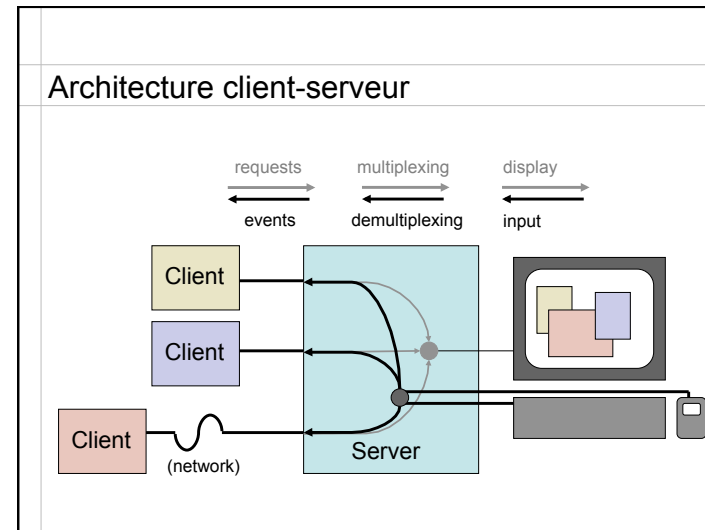 Architecture client-serveur
requests multiplexing display
events demultiplexing input
Client
Client
Client
(network)
Server